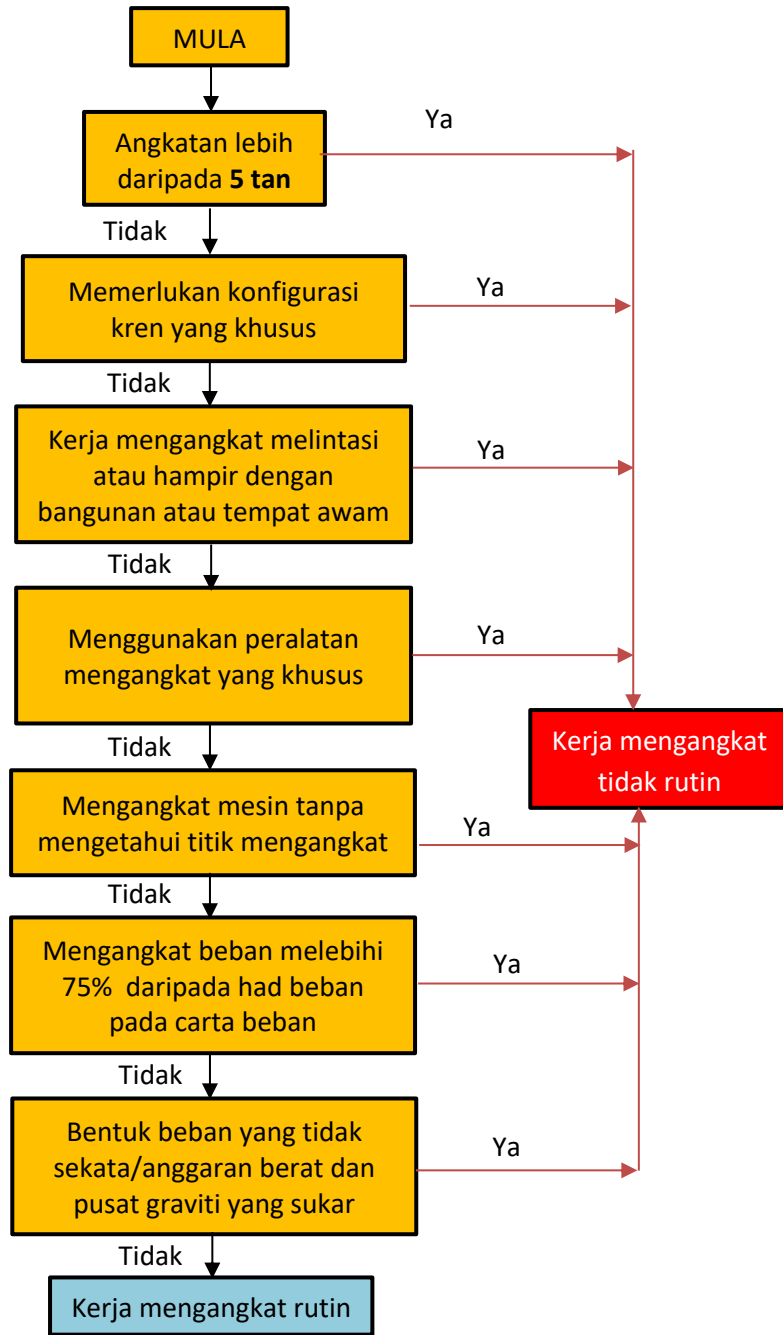 MULA
Ya
Angkatan lebih
daripada 5 tan
Tidak
Memerlukan konfigurasi
kren yang khusus
Ya
Tidak
Kerja mengangkat melintasi
atau hampir dengan
bangunan atau tempat awam
Ya
Tidak
Menggunakan peralatan
mengangkat yang khusus
Ya
Tidak
Kerja mengangkat
tidak rutin
Mengangkat mesin tanpa
mengetahui titik mengangkat
Ya
Tidak
Mengangkat beban melebihi
75% daripada had beban
pada carta beban
Ya
Tidak
Bentuk beban yang tidak
sekata/anggaran berat dan
pusat graviti yang sukar
Ya
Tidak
Kerja mengangkat rutin